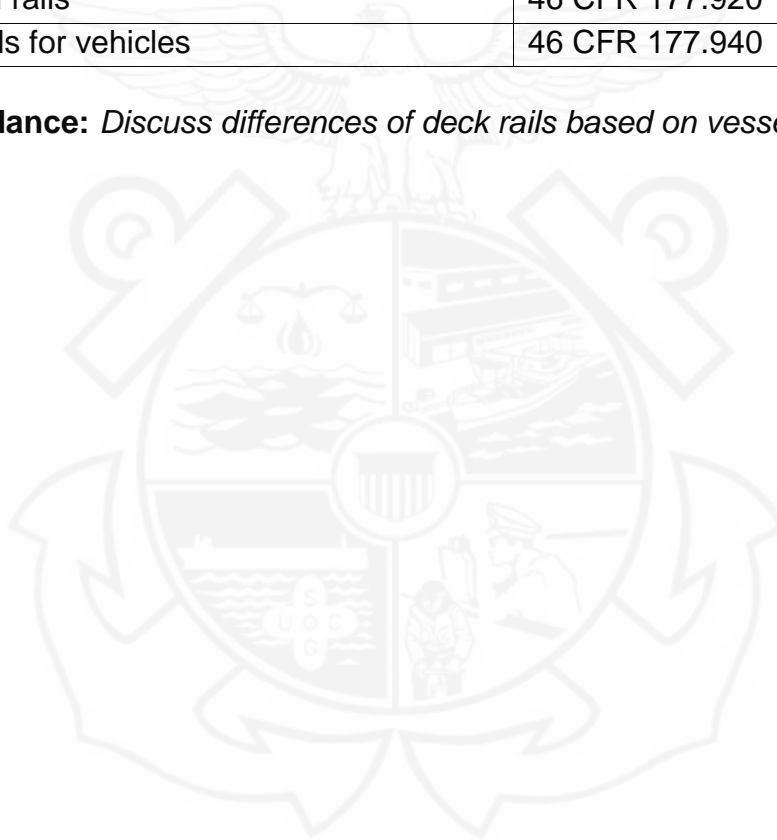 rails 46 CFR 177.920
ls for vehicles 46 CFR 177.940
lance: Discuss differences of deck rails based on vesse
S
U O C
G